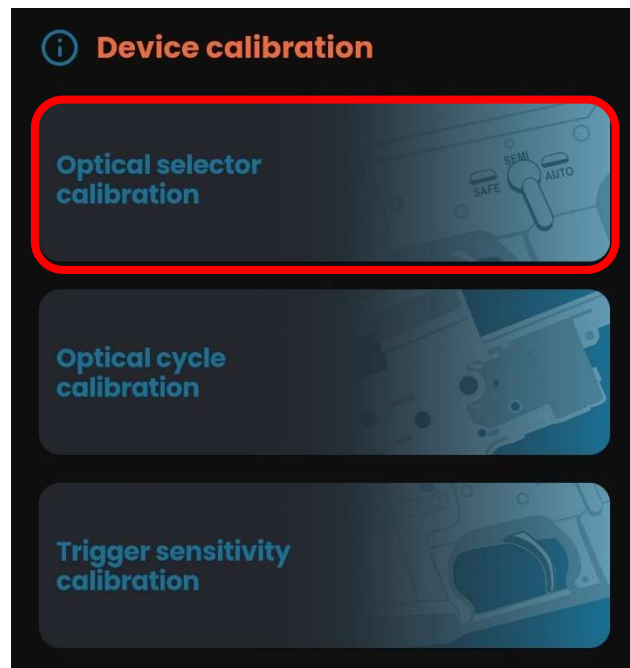 Device calibration
Optical selector
calibration
SAFE
SEMI
AUTO
Optical cycle
calibration
Trigger sensitivity
calibration